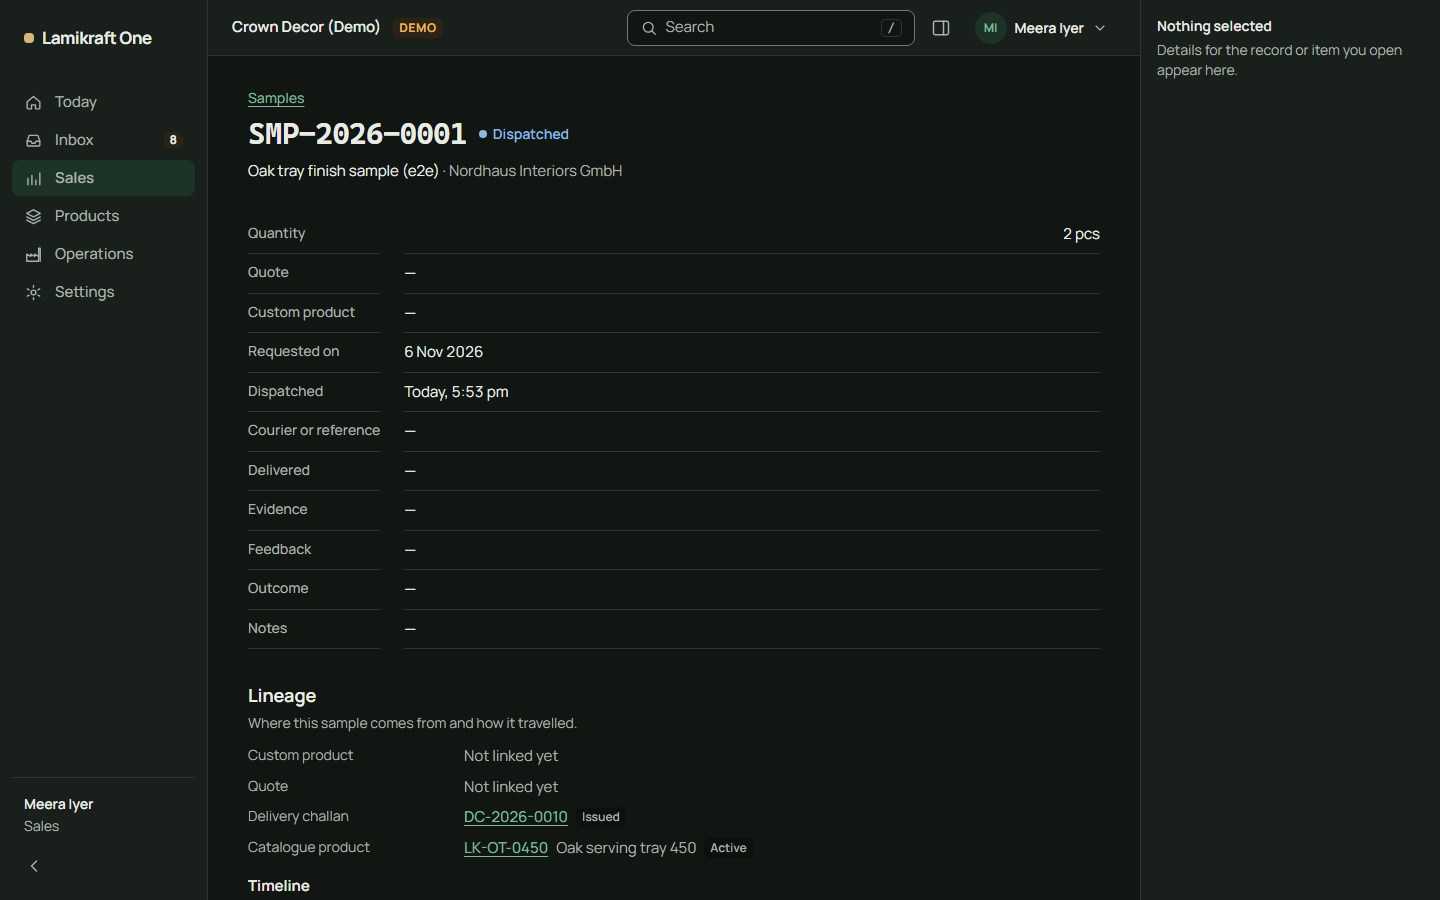 Lamikraft One
Today
Inbox 8
Sales
Products
Operations
Settings
Meera Iyer
Sales
Crown Decor (Demo) DEMO
Search /
MI Meera Iyer
Samples
SMP-2026-0001 Dispatched
Oak tray finish sample (e2e) · Nordhaus Interiors GmbH
Quantity 2 pcs
Quote —
Custom product —
Requested on 6 Nov 2026
Dispatched Today, 5:53 pm
Courier or reference —
Delivered —
Evidence —
Feedback —
Outcome —
Notes —
Lineage
Where this sample comes from and how it travelled.
Custom product Not linked yet
Quote Not linked yet
Delivery challan DC-2026-0010 Issued
Catalogue product LK-OT-0450 Oak serving tray 450 Active
Timeline
Nothing selected
Details for the record or item you open
appear here.